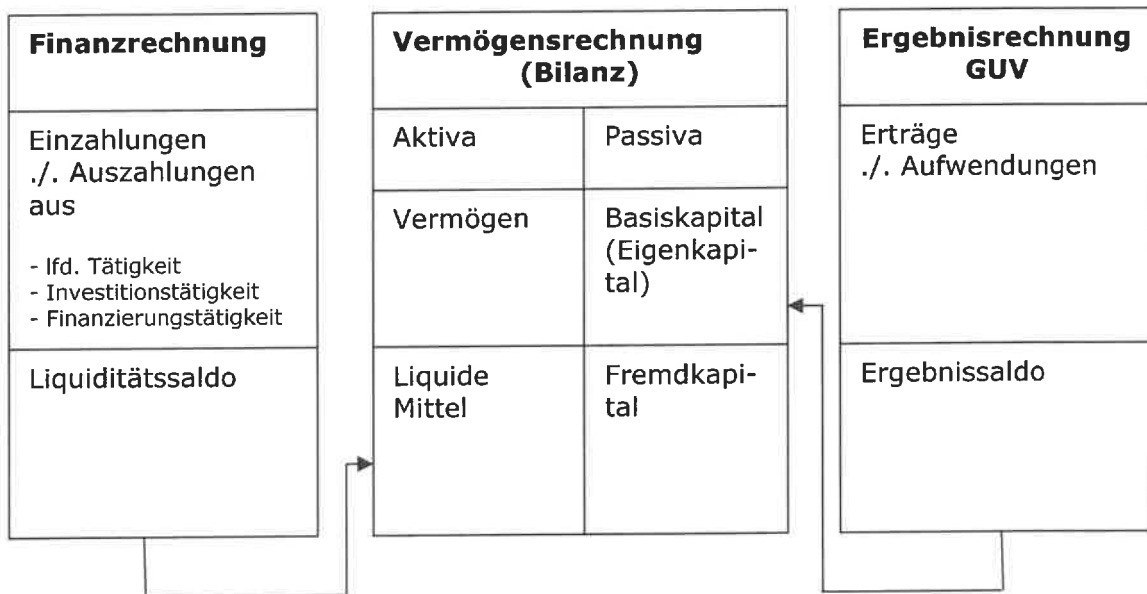 Finanzrechnung
Einzahlungen
./. Auszahlungen
aus
- lfd. Tätigkeit
- Investitionstätigkeit
- Finanzierungstätigkeit
Liquiditätssaldo
Vermögensrechnung
(Bilanz)
Aktiva
Passiva
Vermögen
Basiskapital
(Eigenkapi-
tal)
Liquide
Mittel
Fremdkapi-
tal
Ergebnisrechnung
GUV
Erträge
./. Aufwendungen
Ergebnissaldo